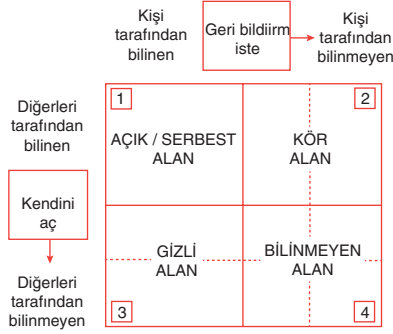 Kişi
tarafından
bilinen
Geri bildiirm
iste
Kişi
tarafından
bilinmeyen
Diğerleri
tarafından
bilinen
1
AÇIK / SERBEST
ALAN
2
KÖR
ALAN
Kendini
aç
Diğerleri
tarafından
bilinmeyen
GİZLİ
ALAN
3
BİLİNMEYEN
ALAN
4